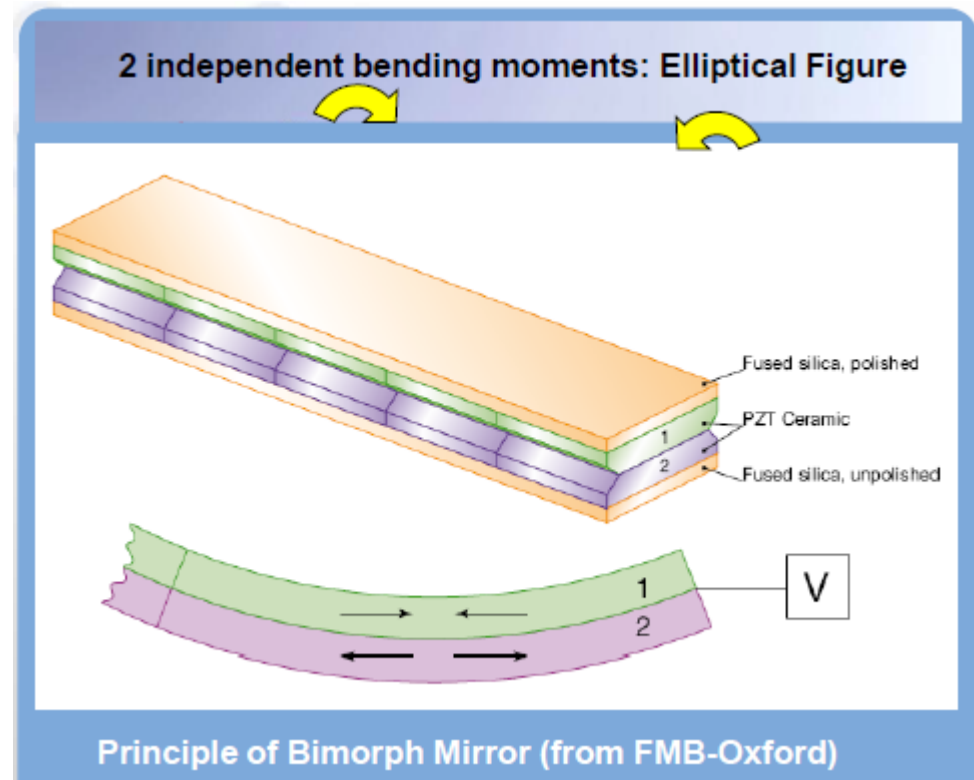 2 independent bending moments: Elliptical Figure
Fused silica, polished
PZT Ceramic
1
2
Fused silica, unpolished
1
V
2
Principle of Bimorph Mirror (from FMB-Oxford)